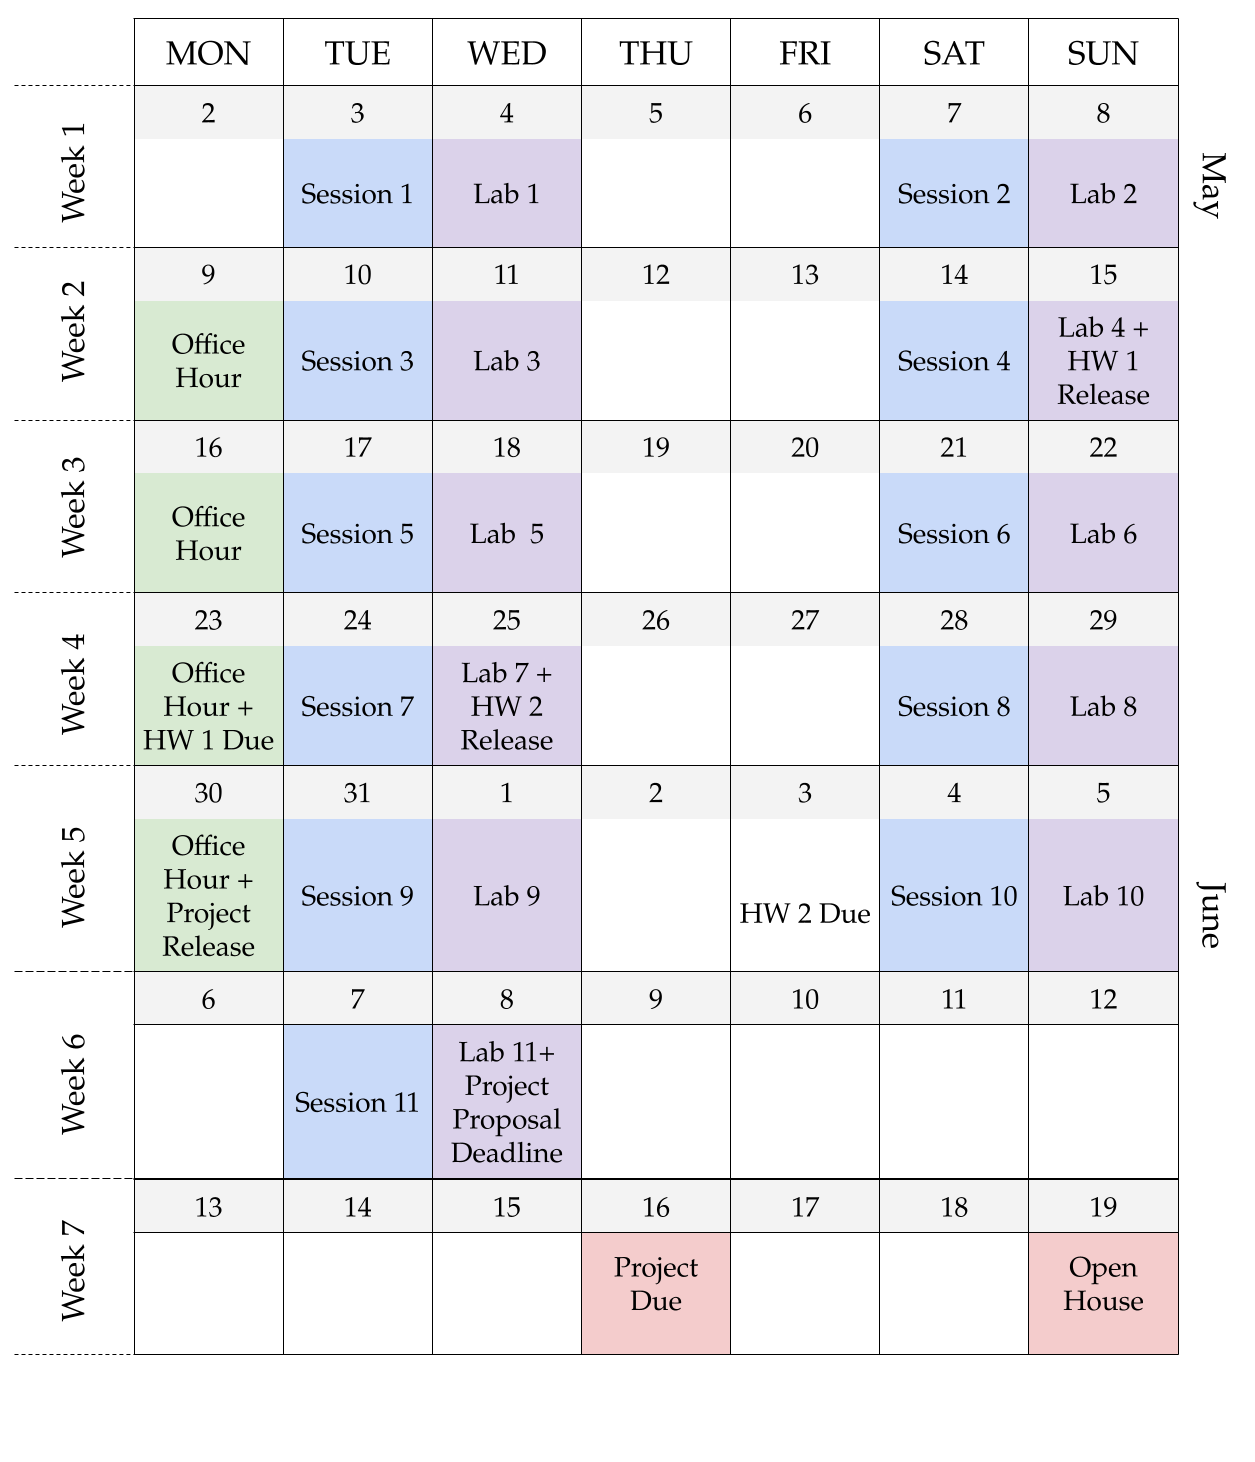 MON TUE WED THU FRI SAT SUN
Week 1
May
2 3 4 5 6 7 8
Session 1 Lab 1 Session 2 Lab 2
Week 2
9 10 11 12 13 14 15
Office
Hour
Session 3
Lab 3
Session 4
Lab 4 +
HW 1
Release
Week 3
16 17 18 19 20 21 22
Office
Hour
Session 5
Lab 5
Session 6
Lab 6
Week 4
23 24 25 26 27 28 29
Office
Hour +
HW 1 Due
Session 7
Lab 7 +
HW 2
Release
Session 8
Lab 8
Week 5
June
30 31 1 2 3 4 5
Office
Hour +
Project
Release
Session 9
Lab 9
HW 2 Due
Session 10
Lab 10
Week 6
6 7 8 9 10 11 12
Session 11
Lab 11+
Project
Proposal
Deadline
Week 7
13 14 15 16 17 18 19
Project
Due
Open
House